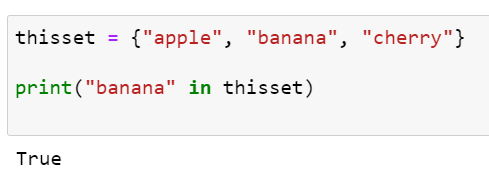 thisset = {"apple", "banana", "cherry"}
print("banana" in thisset)
True